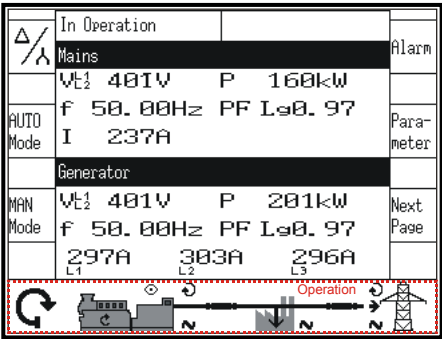 In Operation
Alarm
Mains
V L1 L2 401V P 160kW
AUTO Mode
f 50.00Hz PF Lg0.97
Para-
meter
I 237A
Generator
MAN Mode
V L1 L2 401V P 201kW
Next
Page
f 50.00Hz PF Lg0.97
297A 303A 296A
L1 L2 L3
Operation